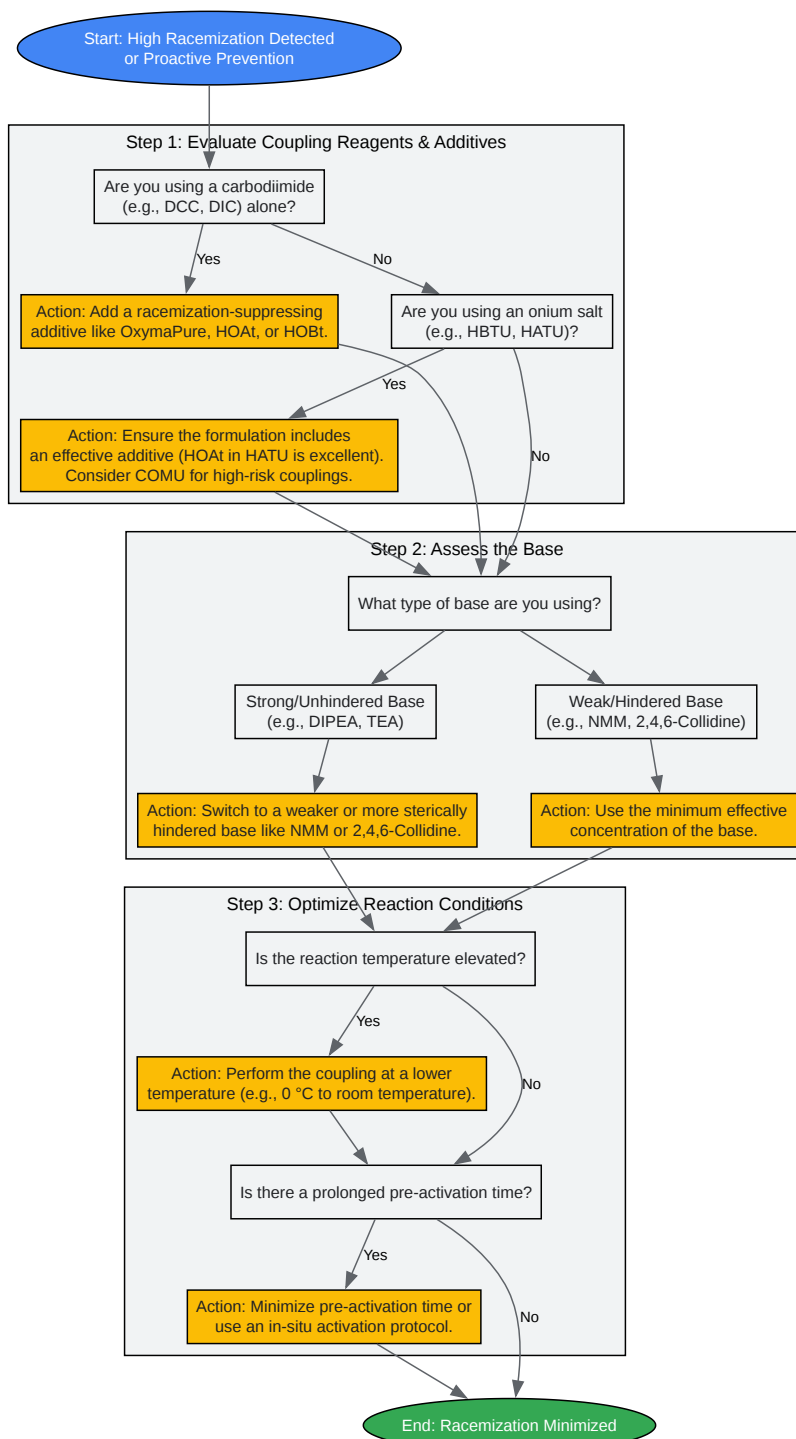 Start: High Racemization Detected
or Proactive Prevention
Step 1: Evaluate Coupling Reagents & Additives
Are you using a carbodiimide
(e.g., DCC, DIC) alone?
Yes
No
Action: Add a racemization-suppressing
additive like OxymaPure, HOAt, or HOBt.
Are you using an onium salt
(e.g., HBTU, HATU)?
Yes
No
Action: Ensure the formulation includes
an effective additive (HOAt in HATU is excellent).
Consider COMU for high-risk couplings.
Step 2: Assess the Base
What type of base are you using?
Strong/Unhindered Base
(e.g., DIPEA, TEA)
Weak/Hindered Base
(e.g., NMM, 2,4,6-Collidine)
Action: Switch to a weaker or more sterically
hindered base like NMM or 2,4,6-Collidine.
Action: Use the minimum effective
concentration of the base.
Step 3: Optimize Reaction Conditions
Is the reaction temperature elevated?
Yes
No
Action: Perform the coupling at a lower
temperature (e.g., 0 °C to room temperature).
Is there a prolonged pre-activation time?
Yes
No
Action: Minimize pre-activation time or
use an in-situ activation protocol.
End: Racemization Minimized